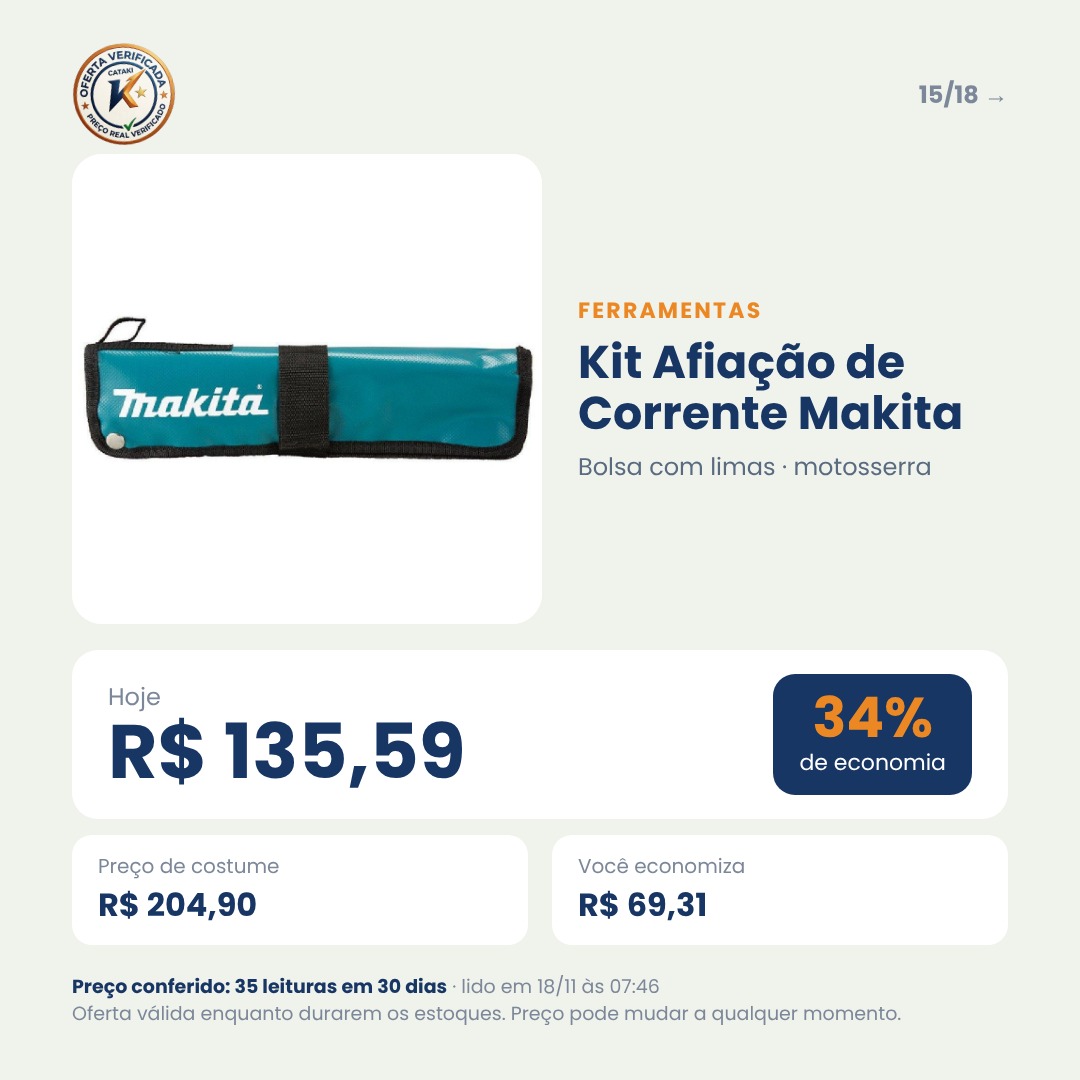 OFERTA VERIFICADA
CATAKI
K
PREÇO REAL VERIFICADO
15/18 →
makita®
FERRAMENTAS
Kit Afiação de
Corrente Makita
Bolsa com limas · motosserra
Hoje
R$ 135,59
34%
de economia
Preço de costume
R$ 204,90
Você economiza
R$ 69,31
Preço conferido: 35 leituras em 30 dias · lido em 18/11 às 07:46
Oferta válida enquanto durarem os estoques. Preço pode mudar a qualquer momento.